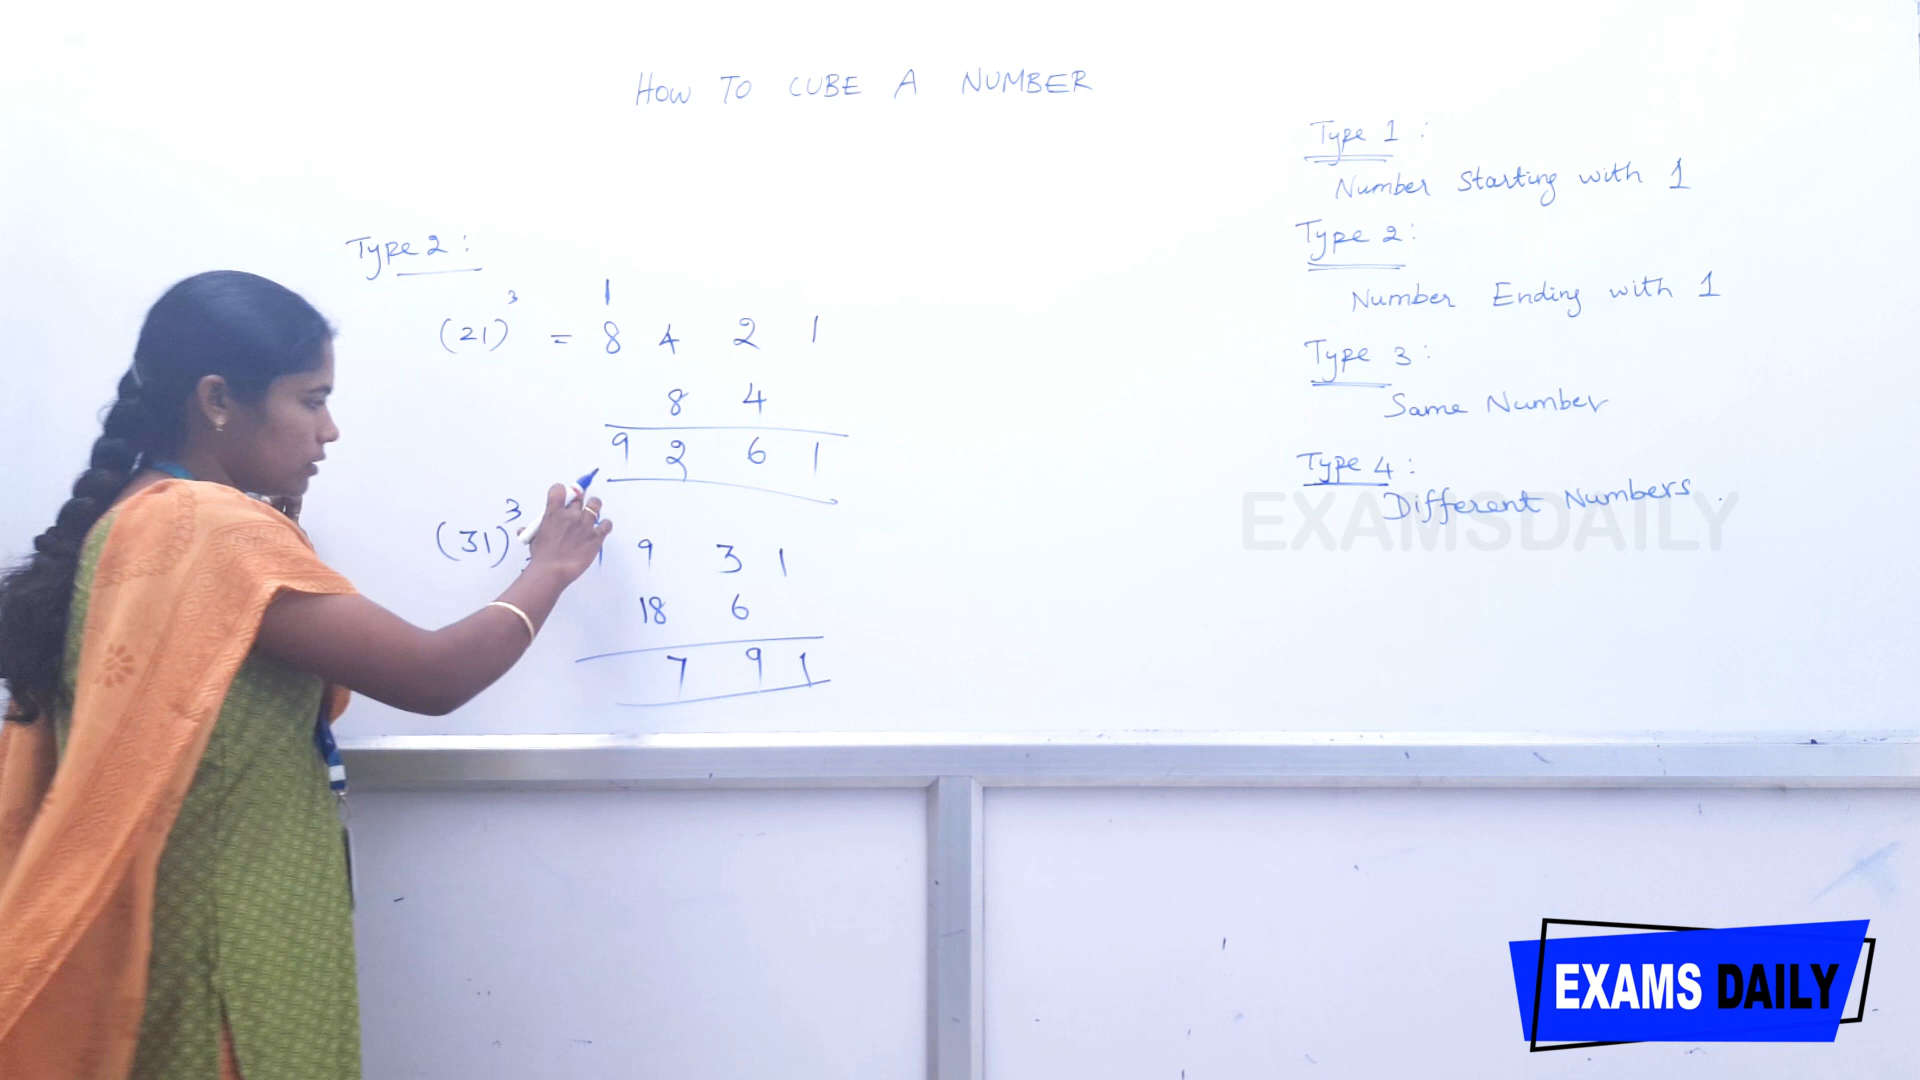 HOW TO CUBE A NUMBER
Type 2 :
1
(21)³ = 8 4 2 1
8 4
9 2 6 1
(31)³ 9 3 1
18 6
7 9 1
Type 1 :
Number Starting with 1
Type 2 :
Number Ending with 1
Type 3 :
Same Number
Type 4 :
Different Numbers .
EXAMSDAILY
EXAMS DAILY